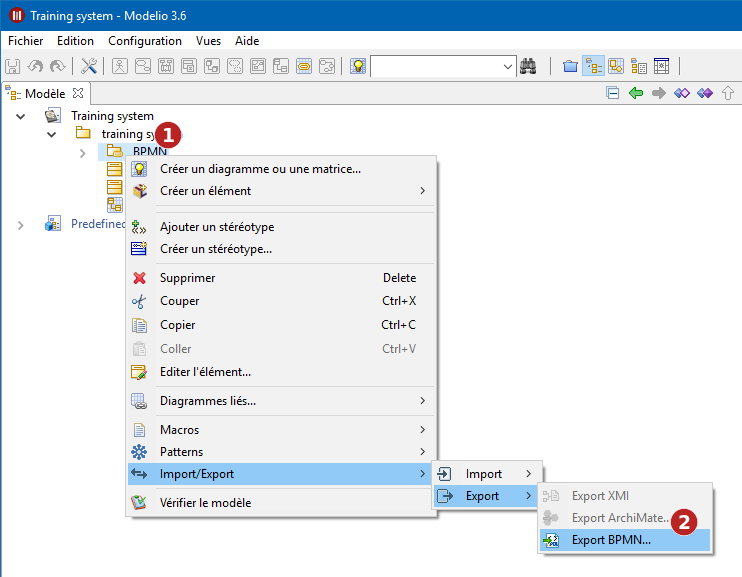 Training system - Modelio 3.6
Fichier Edition Configuration Vues Aide
Modèle
Training system
training sy
1
BPMN
Predefined
Créer un diagramme ou une matrice...
Créer un élément
Ajouter un stéréotype
Créer un stéréotype...
Supprimer Delete
Couper Ctrl+X
Copier Ctrl+C
Coller Ctrl+V
Editer l'élément...
Diagrammes liés...
Macros
Patterns
Import/Export
Vérifier le modèle
Import
Export
Export XMI
Export ArchiMate...
2
Export BPMN...